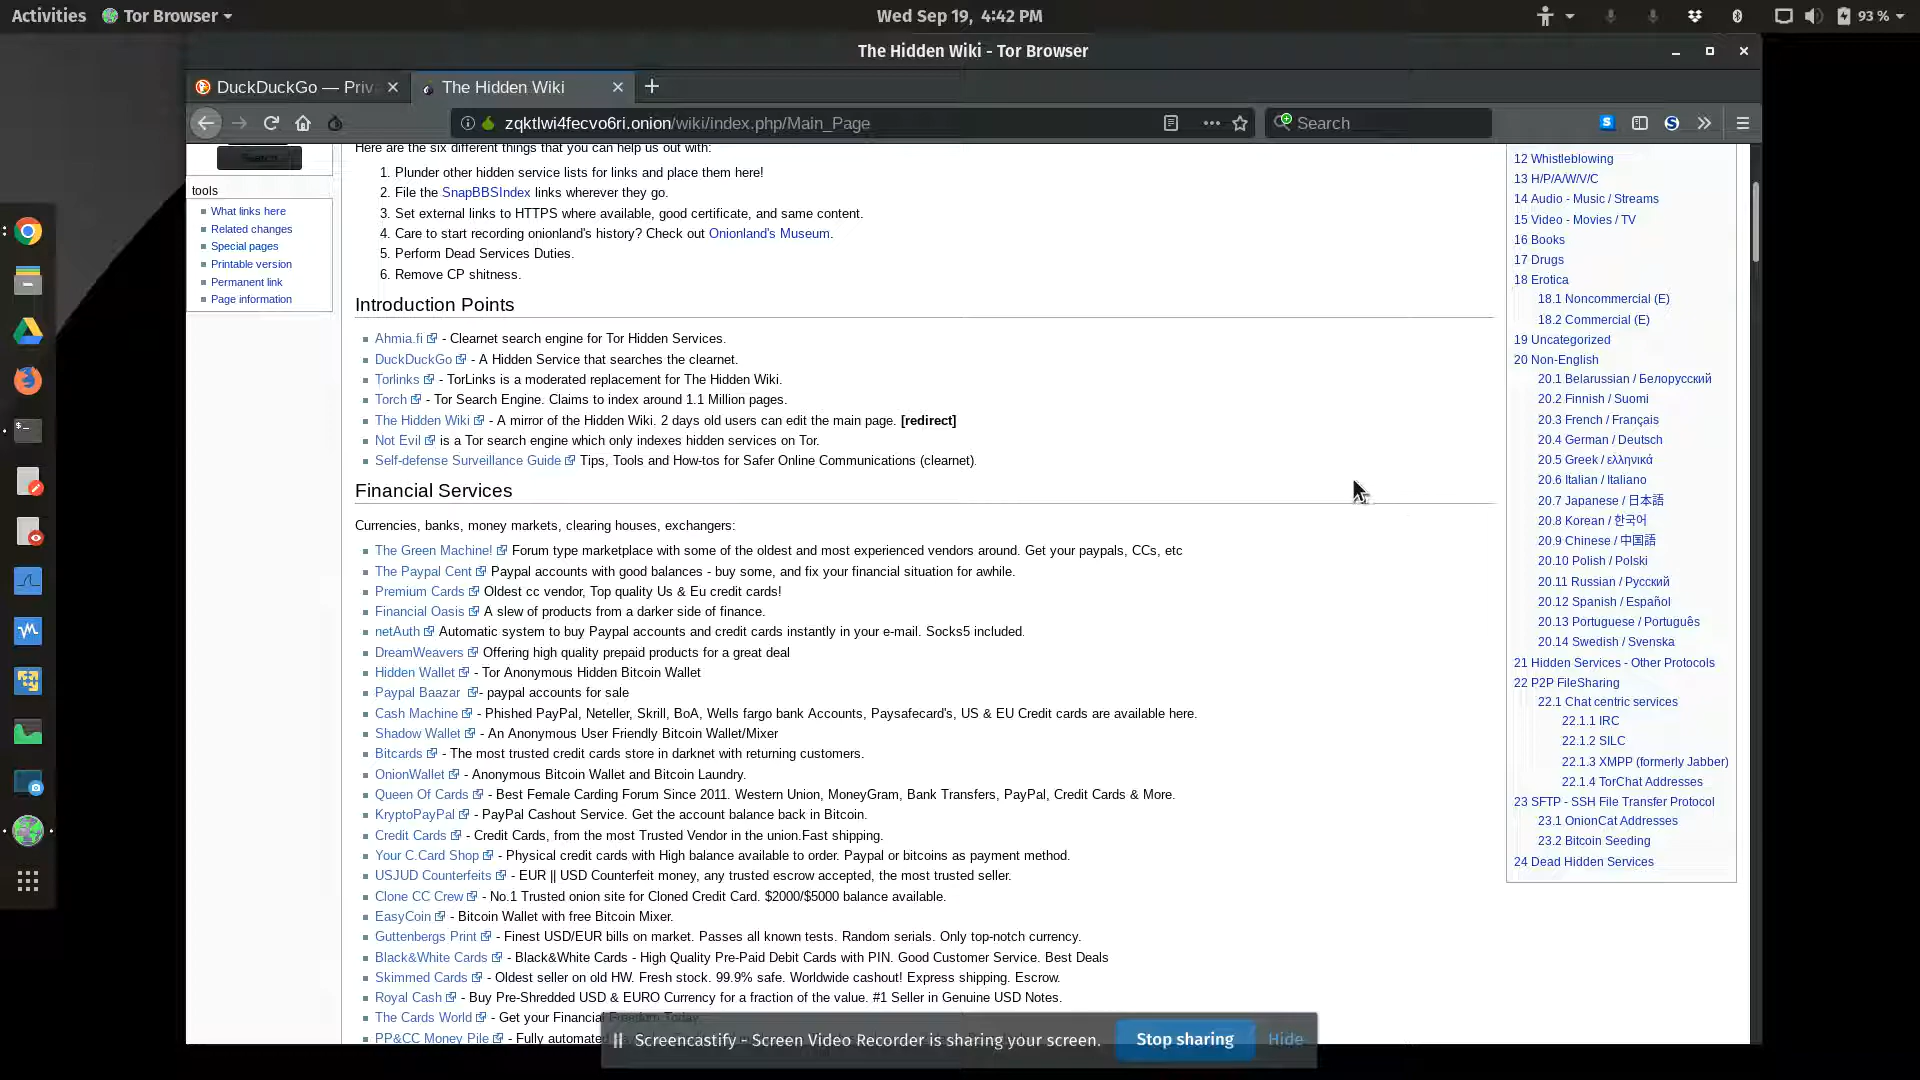 Activities Tor Browser Wed Sep 19, 4:42 PM 93 %
The Hidden Wiki - Tor Browser
DuckDuckGo — Priv The Hidden Wiki
zqktlwi4fecvo6ri.onion/wiki/index.php/Main_Page Search
Search
tools
What links here
Related changes
Special pages
Printable version
Permanent link
Page information
Here are the six different things that you can help us out with:
1. Plunder other hidden service lists for links and place them here!
2. File the SnapBBSIndex links wherever they go.
3. Set external links to HTTPS where available, good certificate, and same content.
4. Care to start recording onionland's history? Check out Onionland's Museum.
5. Perform Dead Services Duties.
6. Remove CP shitness.
Introduction Points
Ahmia.fi - Clearnet search engine for Tor Hidden Services.
DuckDuckGo - A Hidden Service that searches the clearnet.
Torlinks - TorLinks is a moderated replacement for The Hidden Wiki.
Torch - Tor Search Engine. Claims to index around 1.1 Million pages.
The Hidden Wiki - A mirror of the Hidden Wiki. 2 days old users can edit the main page. [redirect]
Not Evil is a Tor search engine which only indexes hidden services on Tor.
Self-defense Surveillance Guide Tips, Tools and How-tos for Safer Online Communications (clearnet).
Financial Services
Currencies, banks, money markets, clearing houses, exchangers:
The Green Machine! Forum type marketplace with some of the oldest and most experienced vendors around. Get your paypals, CCs, etc
The Paypal Cent Paypal accounts with good balances - buy some, and fix your financial situation for awhile.
Premium Cards Oldest cc vendor, Top quality Us & Eu credit cards!
Financial Oasis A slew of products from a darker side of finance.
netAuth Automatic system to buy Paypal accounts and credit cards instantly in your e-mail. Socks5 included.
DreamWeavers Offering high quality prepaid products for a great deal
Hidden Wallet - Tor Anonymous Hidden Bitcoin Wallet
Paypal Baazar - paypal accounts for sale
Cash Machine - Phished PayPal, Neteller, Skrill, BoA, Wells fargo bank Accounts, Paysafecard's, US & EU Credit cards are available here.
Shadow Wallet - An Anonymous User Friendly Bitcoin Wallet/Mixer
Bitcards - The most trusted credit cards store in darknet with returning customers.
OnionWallet - Anonymous Bitcoin Wallet and Bitcoin Laundry.
Queen Of Cards - Best Female Carding Forum Since 2011. Western Union, MoneyGram, Bank Transfers, PayPal, Credit Cards & More.
KryptoPayPal - PayPal Cashout Service. Get the account balance back in Bitcoin.
Credit Cards - Credit Cards, from the most Trusted Vendor in the union.Fast shipping.
Your C.Card Shop - Physical credit cards with High balance available to order. Paypal or bitcoins as payment method.
USJUD Counterfeits - EUR || USD Counterfeit money, any trusted escrow accepted, the most trusted seller.
Clone CC Crew - No.1 Trusted onion site for Cloned Credit Card. $2000/$5000 balance available.
EasyCoin - Bitcoin Wallet with free Bitcoin Mixer.
Guttenbergs Print - Finest USD/EUR bills on market. Passes all known tests. Random serials. Only top-notch currency.
Black&White Cards - Black&White Cards - High Quality Pre-Paid Debit Cards with PIN. Good Customer Service. Best Deals
Skimmed Cards - Oldest seller on old HW. Fresh stock. 99.9% safe. Worldwide cashout! Express shipping. Escrow.
Royal Cash - Buy Pre-Shredded USD & EURO Currency for a fraction of the value. #1 Seller in Genuine USD Notes.
The Cards World - Get your Financial Freedom Today
PP&CC Money Pile - Fully automated
12 Whistleblowing
13 H/P/A/W/V/C
14 Audio - Music / Streams
15 Video - Movies / TV
16 Books
17 Drugs
18 Erotica
18.1 Noncommercial (E)
18.2 Commercial (E)
19 Uncategorized
20 Non-English
20.1 Belarussian / Белорусский
20.2 Finnish / Suomi
20.3 French / Français
20.4 German / Deutsch
20.5 Greek / ελληνικά
20.6 Italian / Italiano
20.7 Japanese / 日本語
20.8 Korean / 한국어
20.9 Chinese / 中国語
20.10 Polish / Polski
20.11 Russian / Русский
20.12 Spanish / Español
20.13 Portuguese / Português
20.14 Swedish / Svenska
21 Hidden Services - Other Protocols
22 P2P FileSharing
22.1 Chat centric services
22.1.1 IRC
22.1.2 SILC
22.1.3 XMPP (formerly Jabber)
22.1.4 TorChat Addresses
23 SFTP - SSH File Transfer Protocol
23.1 OnionCat Addresses
23.2 Bitcoin Seeding
24 Dead Hidden Services
Screencastify - Screen Video Recorder is sharing your screen. Stop sharing Hide